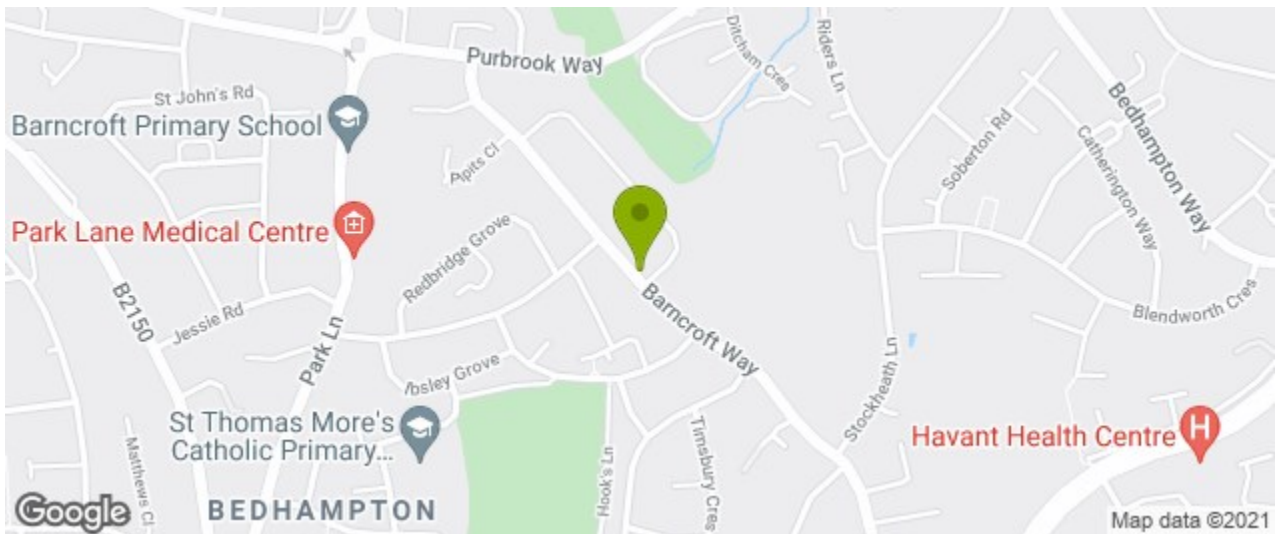 Purbrook Way
Ditcham Cres
Riders Ln
Bedhampton Way
St John's Rd
Barncroft Primary School
Pipits Cl
Soberton Rd
Catherington Way
Park Lane Medical Centre
Redbridge Grove
B2150
Jessie Rd
Park Ln
Barncroft Way
Blendworth Cres
Stockheath Ln
Grove
St Thomas More's
Catholic Primary...
Matthews Cl
Hook's Ln
Timsbury Cres
Havant Health Centre
H
BEDHAMPTON
Google
Map data ©2021